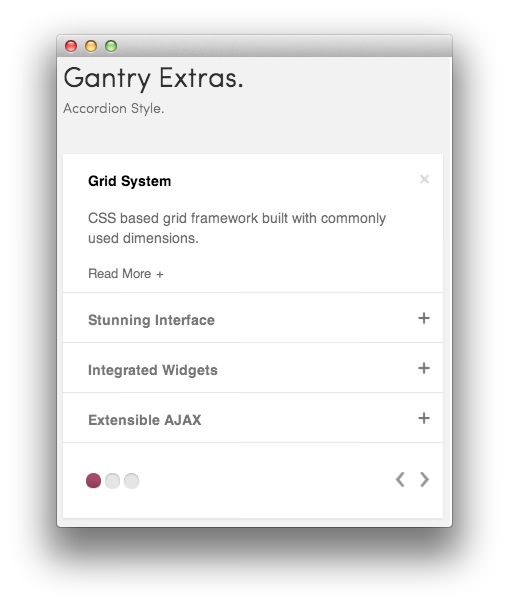 Gantry Extras.
Accordion Style.
Grid System
CSS based grid framework built with commonly
used dimensions.
Read More +
Stunning Interface
Integrated Widgets
Extensible AJAX